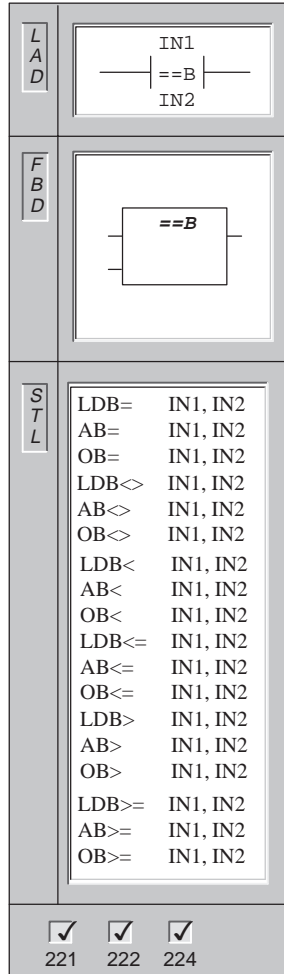 LAD
IN1
==B
IN2
FBD
==B
STL
LDB= IN1, IN2
AB= IN1, IN2
OB= IN1, IN2
LDB<> IN1, IN2
AB<> IN1, IN2
OB<> IN1, IN2
LDB< IN1, IN2
AB< IN1, IN2
OB< IN1, IN2
LDB<= IN1, IN2
AB<= IN1, IN2
OB<= IN1, IN2
LDB> IN1, IN2
AB> IN1, IN2
OB> IN1, IN2
LDB>= IN1, IN2
AB>= IN1, IN2
OB>= IN1, IN2
221 222 224